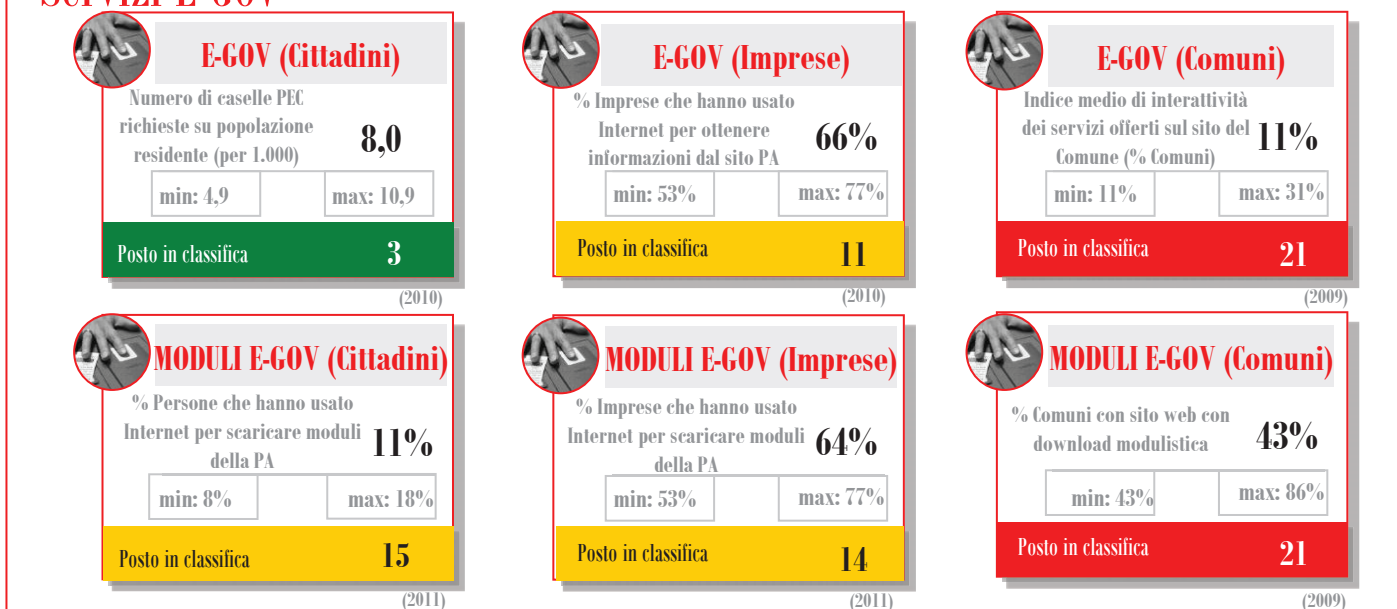 Servizi E-GOV
E-GOV (Cittadini)
Numero di caselle PEC
richieste su popolazione
residente (per 1.000)
8,0
min: 4,9
max: 10,9
Posto in classifica
3
(2010)
E-GOV (Imprese)
% Imprese che hanno usato
Internet per ottenere
informazioni dal sito PA
66%
min: 53%
max: 77%
Posto in classifica
11
(2010)
E-GOV (Comuni)
Indice medio di interattività
dei servizi offerti sul sito del
Comune (% Comuni)
11%
min: 11%
max: 31%
Posto in classifica
21
(2009)
MODULI E-GOV (Cittadini)
% Persone che hanno usato
Internet per scaricare moduli
della PA
11%
min: 8%
max: 18%
Posto in classifica
15
(2011)
MODULI E-GOV (Imprese)
% Imprese che hanno usato
Internet per scaricare moduli
della PA
64%
min: 53%
max: 77%
Posto in classifica
14
(2011)
MODULI E-GOV (Comuni)
% Comuni con sito web con
download modulistica
43%
min: 43%
max: 86%
Posto in classifica
21
(2009)